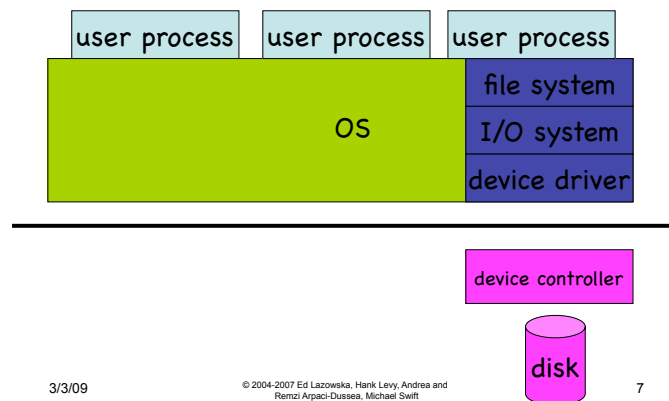 user process user process user process
file system
OS
I/O system
device driver
device controller
disk
3/3/09
© 2004-2007 Ed Lazowska, Hank Levy, Andrea and
Remzi Arpaci-Dussea, Michael Swift
7